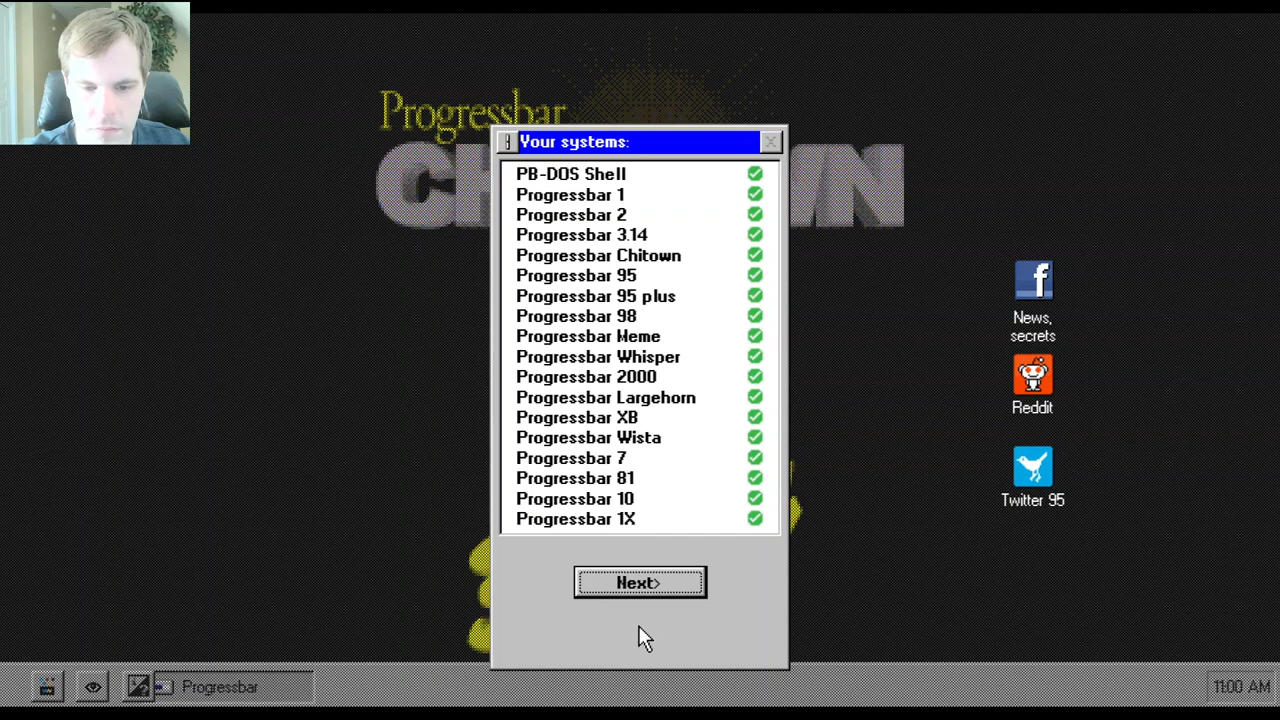 Progressbar
Your systems:
PB-DOS Shell
Progressbar 1
Progressbar 2
Progressbar 3.14
Progressbar Chitown
Progressbar 95
Progressbar 95 plus
Progressbar 98
Progressbar Meme
Progressbar Whisper
Progressbar 2000
Progressbar Largehorn
Progressbar XB
Progressbar Wista
Progressbar 7
Progressbar 81
Progressbar 10
Progressbar 1X
Next>
News,
secrets
Reddit
Twitter 95
Progressbar
11:00 AM